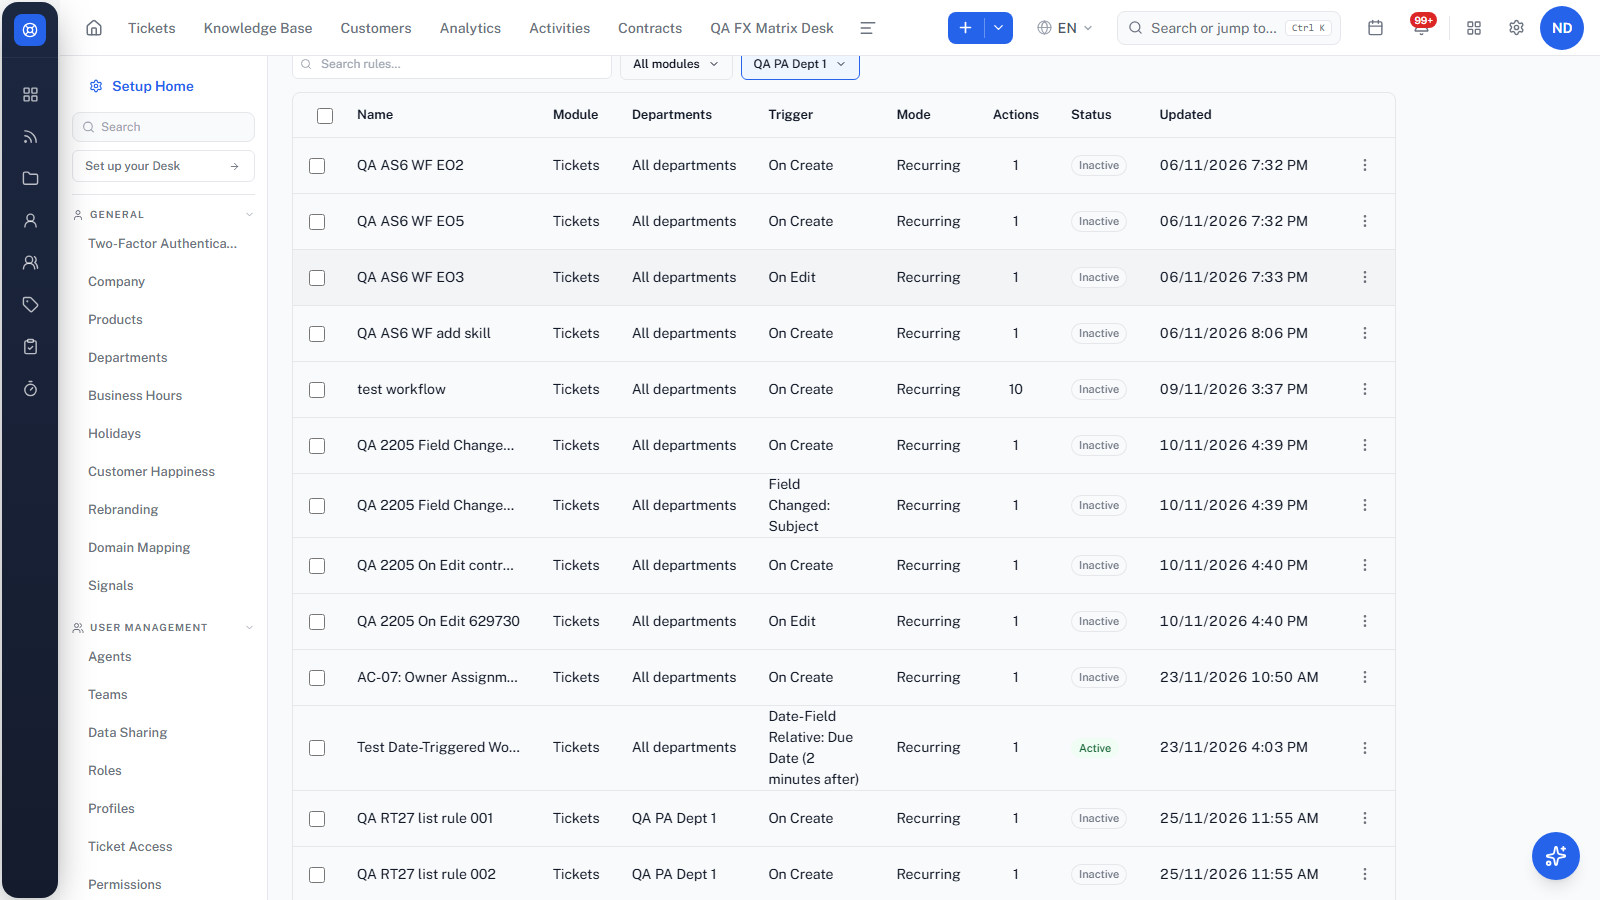 Tickets
Knowledge Base
Customers
Analytics
Activities
Contracts
QA FX Matrix Desk
EN
Search or jump to...
Ctrl K
99+
ND
Setup Home
Search
Set up your Desk
GENERAL
Two-Factor Authentica...
Company
Products
Departments
Business Hours
Holidays
Customer Happiness
Rebranding
Domain Mapping
Signals
USER MANAGEMENT
Agents
Teams
Data Sharing
Roles
Profiles
Ticket Access
Permissions
Search rules...
All modules
QA PA Dept 1
Name Module Departments Trigger Mode Actions Status Updated
QA AS6 WF EO2 Tickets All departments On Create Recurring 1 Inactive 06/11/2026 7:32 PM
QA AS6 WF EO5 Tickets All departments On Create Recurring 1 Inactive 06/11/2026 7:32 PM
QA AS6 WF EO3 Tickets All departments On Edit Recurring 1 Inactive 06/11/2026 7:33 PM
QA AS6 WF add skill Tickets All departments On Create Recurring 1 Inactive 06/11/2026 8:06 PM
test workflow Tickets All departments On Create Recurring 10 Inactive 09/11/2026 3:37 PM
QA 2205 Field Change... Tickets All departments On Create Recurring 1 Inactive 10/11/2026 4:39 PM
QA 2205 Field Change... Tickets All departments Field Changed: Subject Recurring 1 Inactive 10/11/2026 4:39 PM
QA 2205 On Edit contr... Tickets All departments On Create Recurring 1 Inactive 10/11/2026 4:40 PM
QA 2205 On Edit 629730 Tickets All departments On Edit Recurring 1 Inactive 10/11/2026 4:40 PM
AC-07: Owner Assignm... Tickets All departments On Create Recurring 1 Inactive 23/11/2026 10:50 AM
Test Date-Triggered Wo... Tickets All departments Date-Field Relative: Due Date (2 minutes after) Recurring 1 Active 23/11/2026 4:03 PM
QA RT27 list rule 001 Tickets QA PA Dept 1 On Create Recurring 1 Inactive 25/11/2026 11:55 AM
QA RT27 list rule 002 Tickets QA PA Dept 1 On Create Recurring 1 Inactive 25/11/2026 11:55 AM